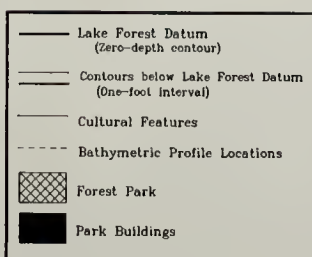 Lake Forest Datum
(Zero-depth contour)
Contours below Lake Forest Datum
(One-foot interval)
Cultural Features
Bathymetric Profile Locations
Forest Park
Park Buildings